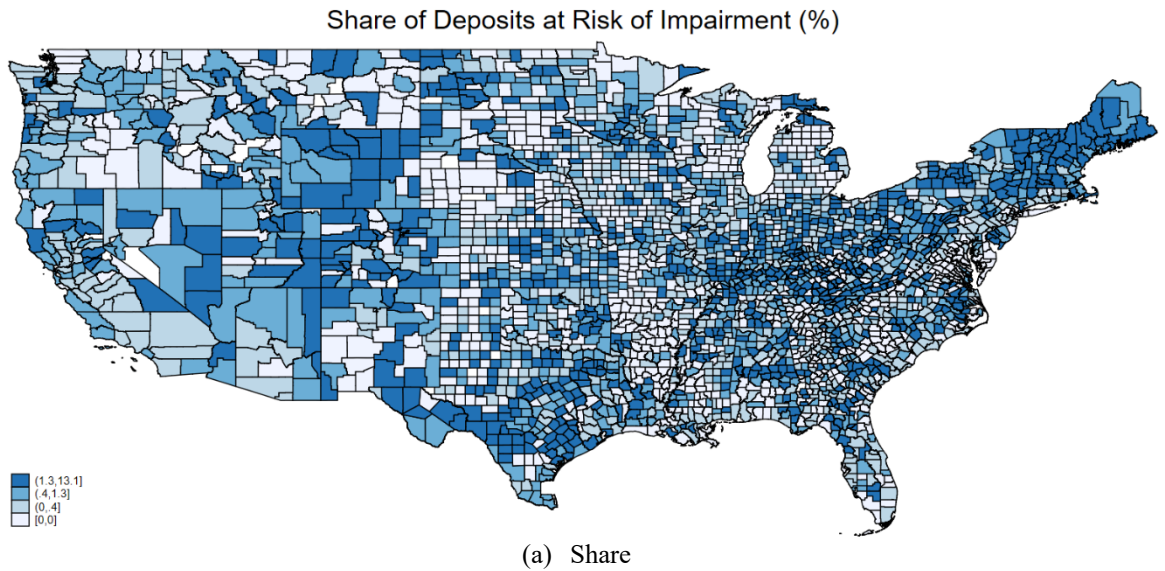 Share of Deposits at Risk of Impairment (%)
(1.3,13.1]
(.4,1.3]
(0,.4]
[0,0]
(a) Share